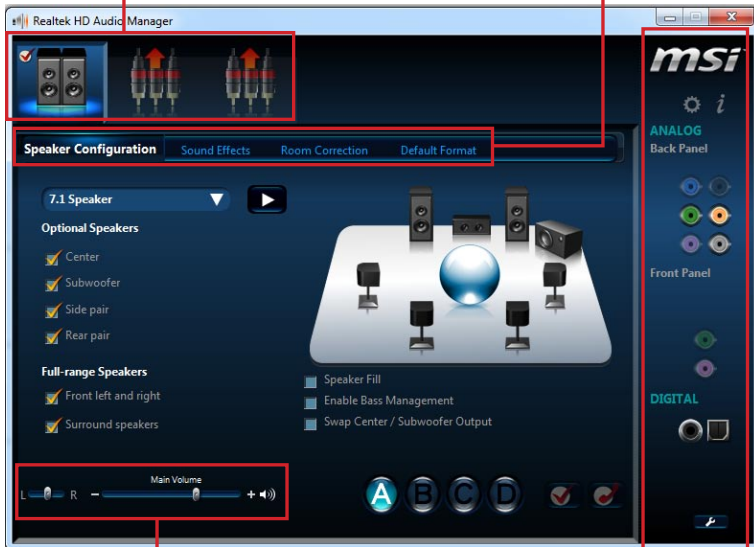 Realtek HD Audio Manager
msi
i
ANALOG
Back Panel
Speaker Configuration
Sound Effects
Room Correction
Default Format
7.1 Speaker
Optional Speakers
Center
Subwoofer
Side pair
Rear pair
Front Panel
Full-range Speakers
Front left and right
Surround speakers
Speaker Fill
Enable Bass Management
Swap Center / Subwoofer Output
DIGITAL
Main Volume
L R - +
A B C D